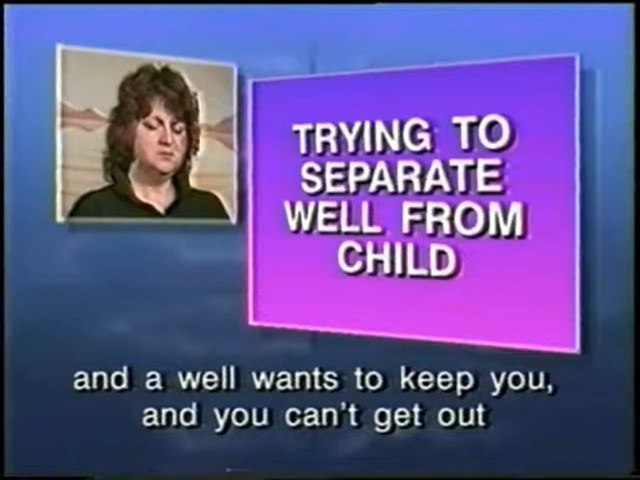 TRYING TO
SEPARATE
WELL FROM
CHILD
and a well wants to keep you,
and you can't get out